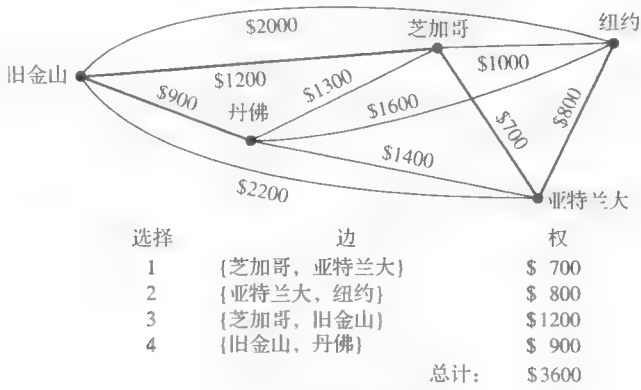 $2000
芝加哥
纽约
旧金山
$1200
$1000
$900
丹佛
$1300
$1600
$700
$800
$1400
$2200
亚特兰大
选择 边 权
1 {芝加哥，亚特兰大} $ 700
2 {亚特兰大，纽约} $ 800
3 {芝加哥，旧金山} $1200
4 {旧金山，丹佛} $ 900
总计： $3600